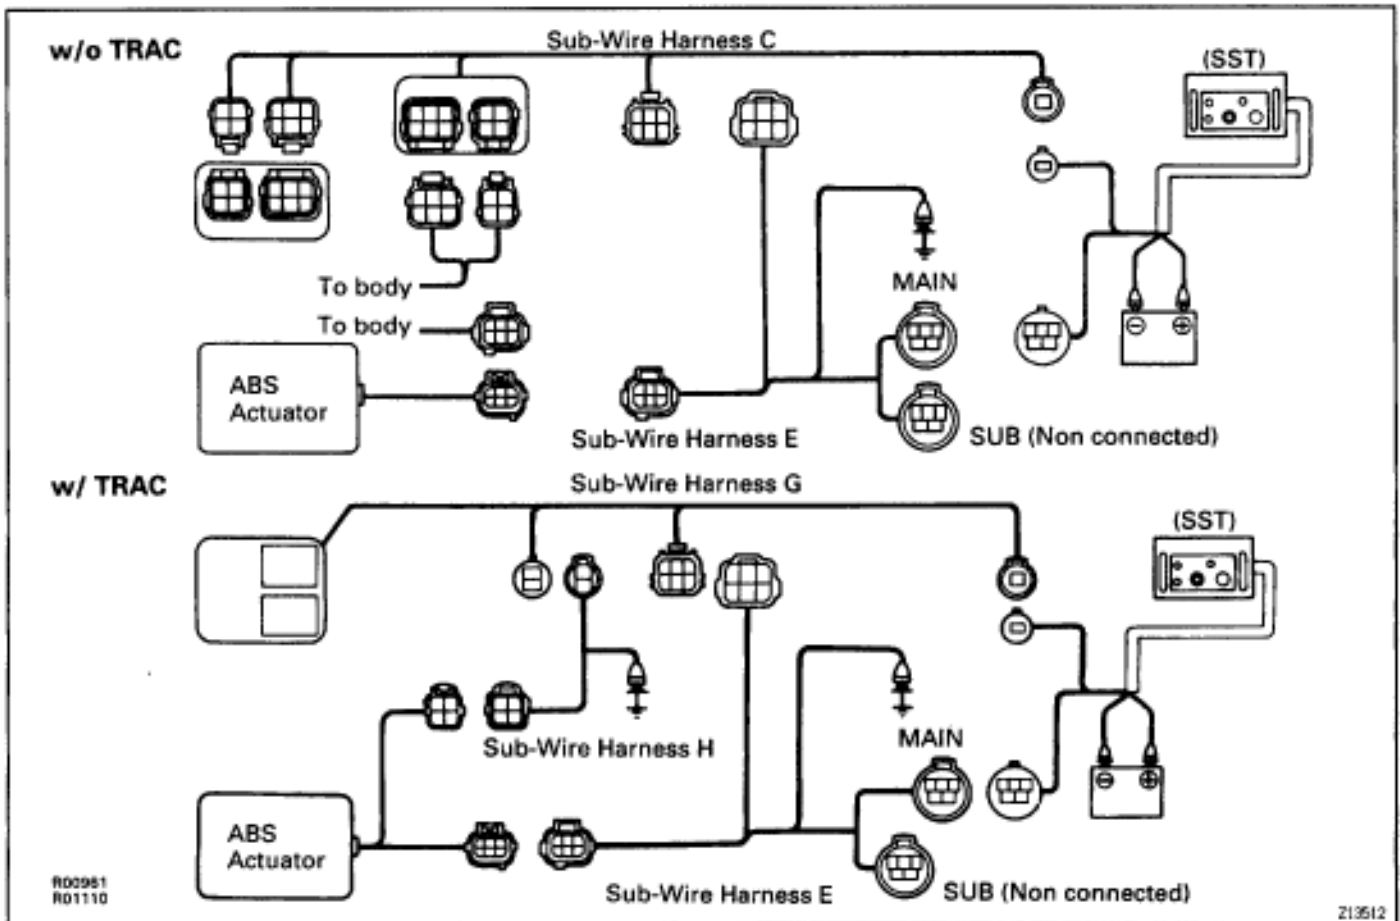 w/o TRAC
Sub-Wire Harness C
(SST)
To body
To body
MAIN
ABS
Actuator
Sub-Wire Harness E
SUB (Non connected)
w/ TRAC
Sub-Wire Harness G
(SST)
Sub-Wire Harness H
MAIN
ABS
Actuator
Sub-Wire Harness E
SUB (Non connected)
R00961
R01110
Z13512